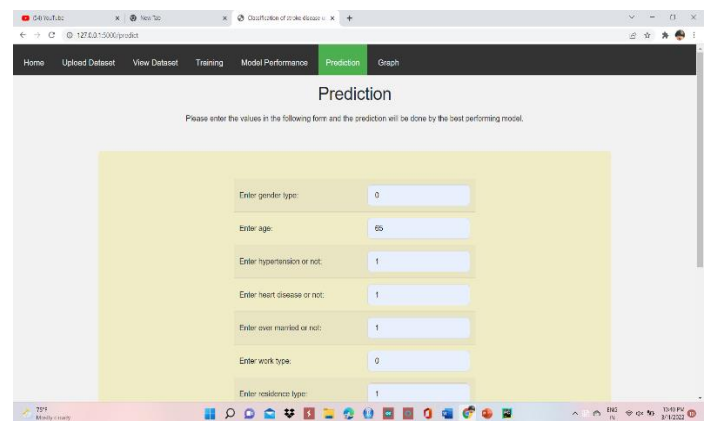 (14) YouTube New Tab Classification of stroke disease u
127.0.0.1:5000/predict
Home Upload Dataset View Dataset Training Model Performance Prediction Graph
Prediction
Please enter the values in the following form and the prediction will be done by the best performing model.
Enter gender type: 0
Enter age: 65
Enter hypertension or not: 1
Enter heart disease or not: 1
Enter ever married or not: 1
Enter work type: 0
Enter residence type: 1
75°F ENG
IN